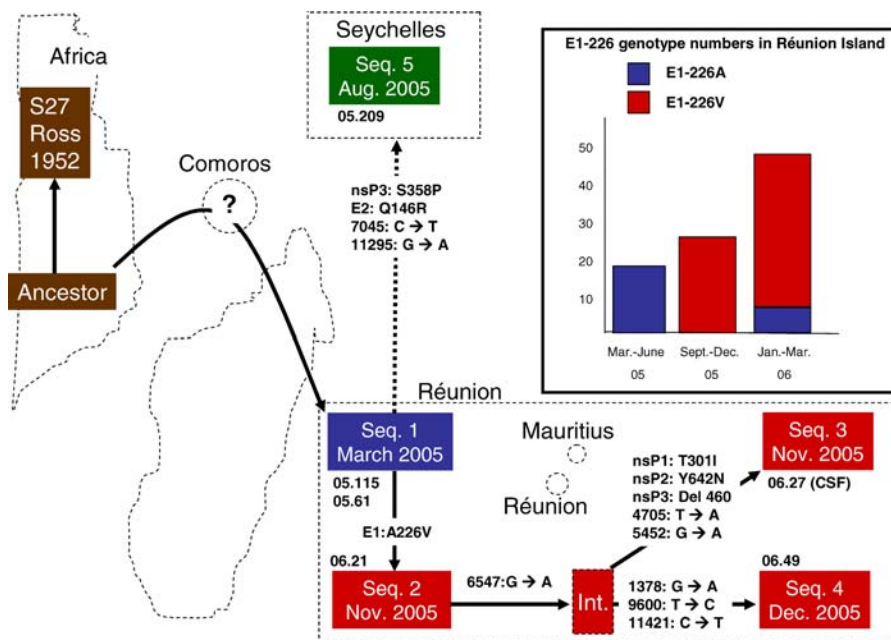 Africa
S27
Ross
1952
Ancestor
Comoros
?
Seychelles
Seq. 5
Aug. 2005
05.209
nsP3: S358P
E2: Q146R
7045: C → T
11295: G → A
E1-226 genotype numbers in Réunion Island
E1-226A
E1-226V
50
40
30
20
10
Mar.-June
05
Sept.-Dec.
05
Jan.-Mar.
06
Réunion
Seq. 1
March 2005
05.115
05.61
E1:A226V
06.21
Seq. 2
Nov. 2005
6547:G → A
Int.
Mauritius
Réunion
nsP1: T301I
nsP2: Y642N
nsP3: Del 460
4705: T → A
5452: G → A
Seq. 3
Nov. 2005
06.27 (CSF)
1378: G → A
9600: T → C
11421: C → T
06.49
Seq. 4
Dec. 2005